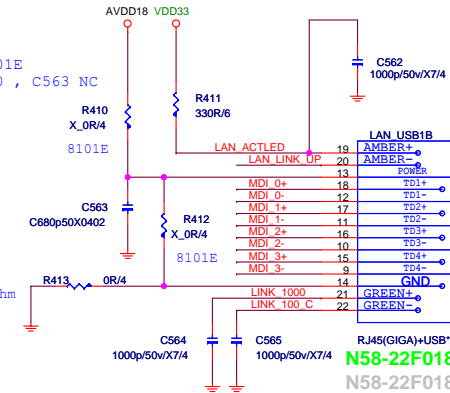 AVDD18 VDD33
01E
0 , C563 NC
C562
1000p/50v/X7/4
R410
X_0R/4
R411
330R/6
8101E
LAN_USB1B
LAN_ACTLED 19 AMBER+
LAN_LINK_UP 20 AMBER-
13 POWER
MDI_0+ 18 TD1+
MDI_0- 12 TD1-
MDI_1+ 17 TD2+
MDI_1- 11 TD2-
MDI_2+ 16 TD3+
MDI_2- 10 TD3-
MDI_3+ 15 TD4+
MDI_3- 9 TD4-
14 GND
LINK_1000 21 GREEN+
LINK_100_C 22 GREEN-
C563
C680p50X0402
R412
X_0R/4
8101E
R413 0R/4
hm
C564
1000p/50v/X7/4
C565
1000p/50v/X7/4
RJ45(GIGA)+USB*
N58-22F018
N58-22F018